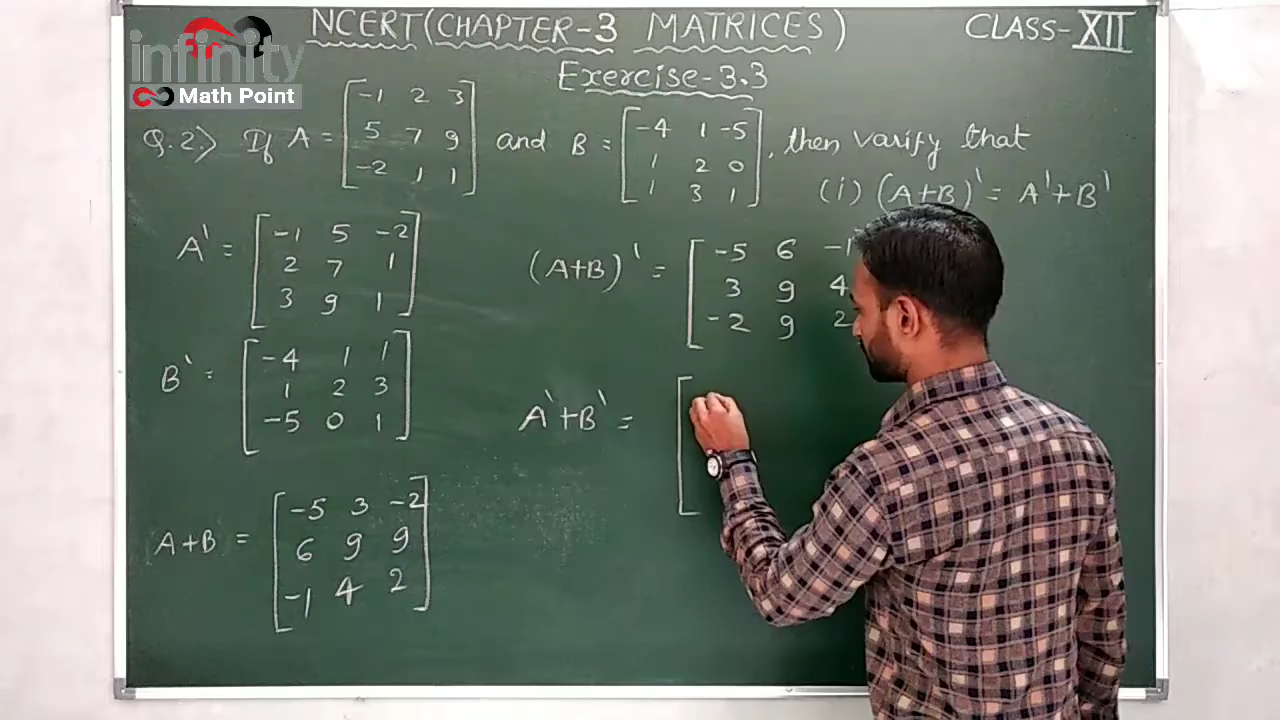 NCERT (CHAPTER-3 MATRICES) CLASS-XII
infinity
Math Point
Exercise-3.3
Q.2> If A = [-1 2 3
5 7 9
-2 1 1] and B = [-4 1 -5
1 2 0
1 3 1], then varify that
(i) (A+B)' = A'+B'
A' = [-1 5 -2
2 7 1
3 9 1]
B' = [-4 1 1
1 2 3
-5 0 1]
A+B = [-5 3 -2
6 9 9
-1 4 2]
(A+B)' = [-5 6 -1
3 9 4
-2 9 2
A'+B' = [